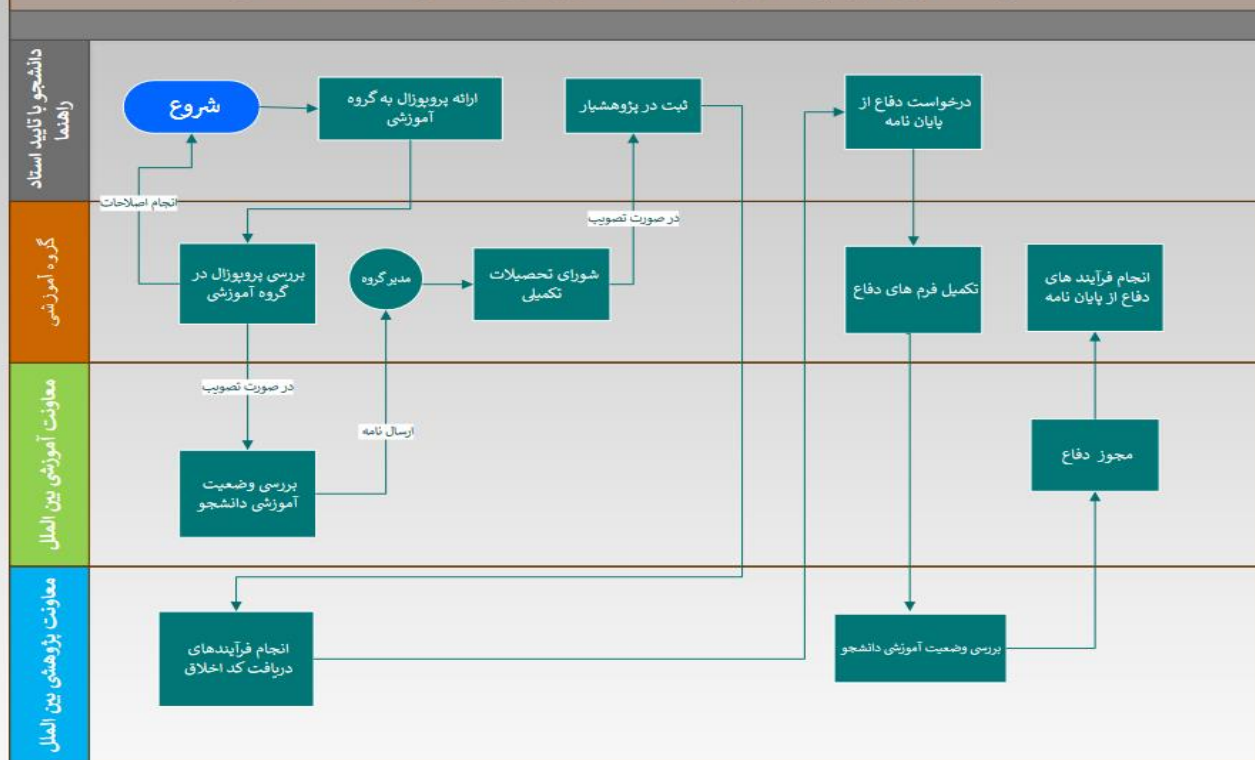 دانشجو با تایید استاد
راهنما
شروع
ارائه پروپوزال به گروه
آموزشی
ثبت در پژوهشیار
درخواست دفاع از
پایان نامه
انجام اصلاحات
در صورت تصویب
گروه آموزشی
بررسی پروپوزال در
گروه آموزشی
مدیر گروه
شورای تحصیلات
تکمیلی
تکمیل فرم های دفاع
انجام فرآیند های
دفاع از پایان نامه
معاونت آموزشی بین الملل
در صورت تصویب
ارسال نامه
بررسی وضعیت
آموزشی دانشجو
مجوز دفاع
معاونت پژوهشی بین الملل
انجام فرآیندهای
دریافت کد اخلاق
بررسی وضعیت آموزشی دانشجو